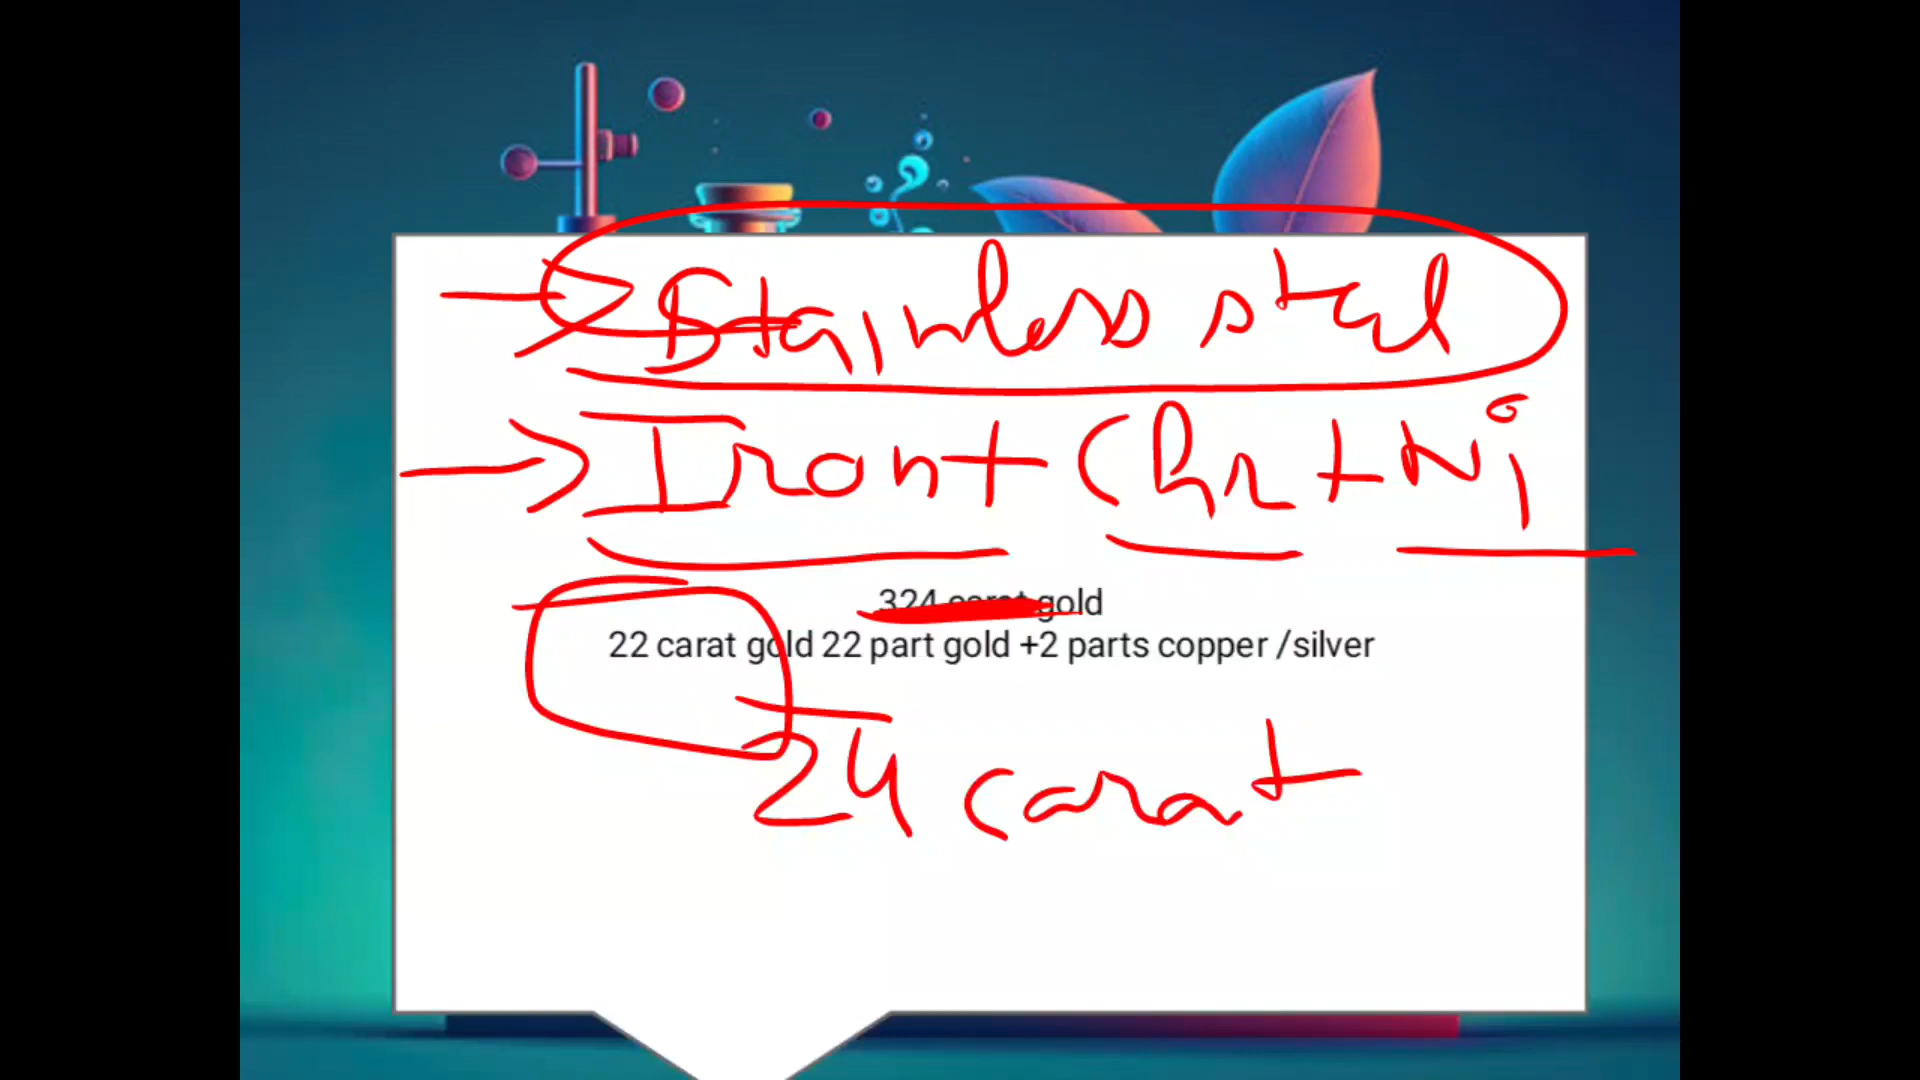 Stainless steel
Iron + Chr + Ni
324 carat gold
22 carat gold 22 part gold +2 parts copper /silver
24 carat